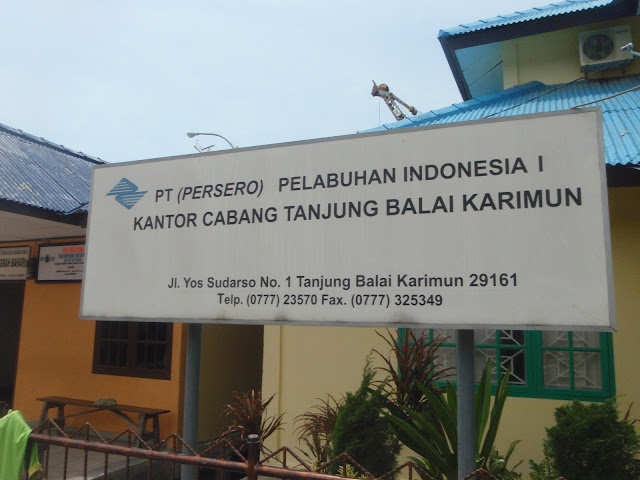 PT (PERSERO) PELABUHAN INDONESIA I
KANTOR CABANG TANJUNG BALAI KARIMUN
Jl. Yos Sudarso No. 1 Tanjung Balai Karimun 29161
Telp. (0777) 23570 Fax. (0777) 325349